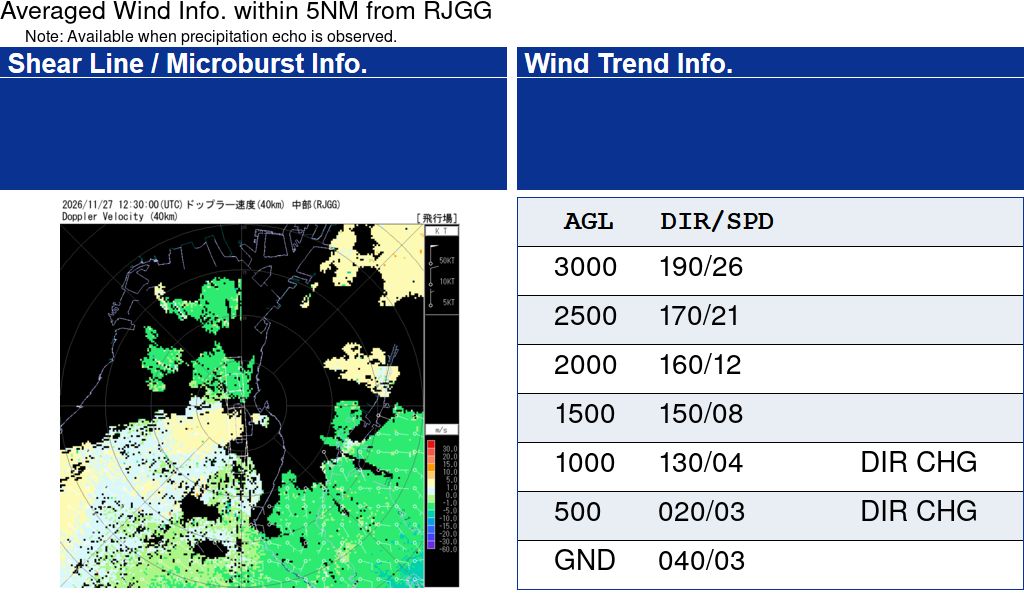 Averaged Wind Info. within 5NM from RJGG
Note: Available when precipitation echo is observed.
Shear Line / Microburst Info.
Wind Trend Info.
2026/11/27 12:30:00(UTC) ドップラー速度(40km) 中部(RJGG)
Doppler Velocity (40km)
[飛行場]
KT
50KT
10KT
5KT
m/s
30.0
20.0
15.0
10.0
5.0
1.0
0.0
-1.0
-5.0
-10.0
-15.0
-20.0
-30.0
-60.0
AGL DIR/SPD
3000 190/26
2500 170/21
2000 160/12
1500 150/08
1000 130/04 DIR CHG
500 020/03 DIR CHG
GND 040/03